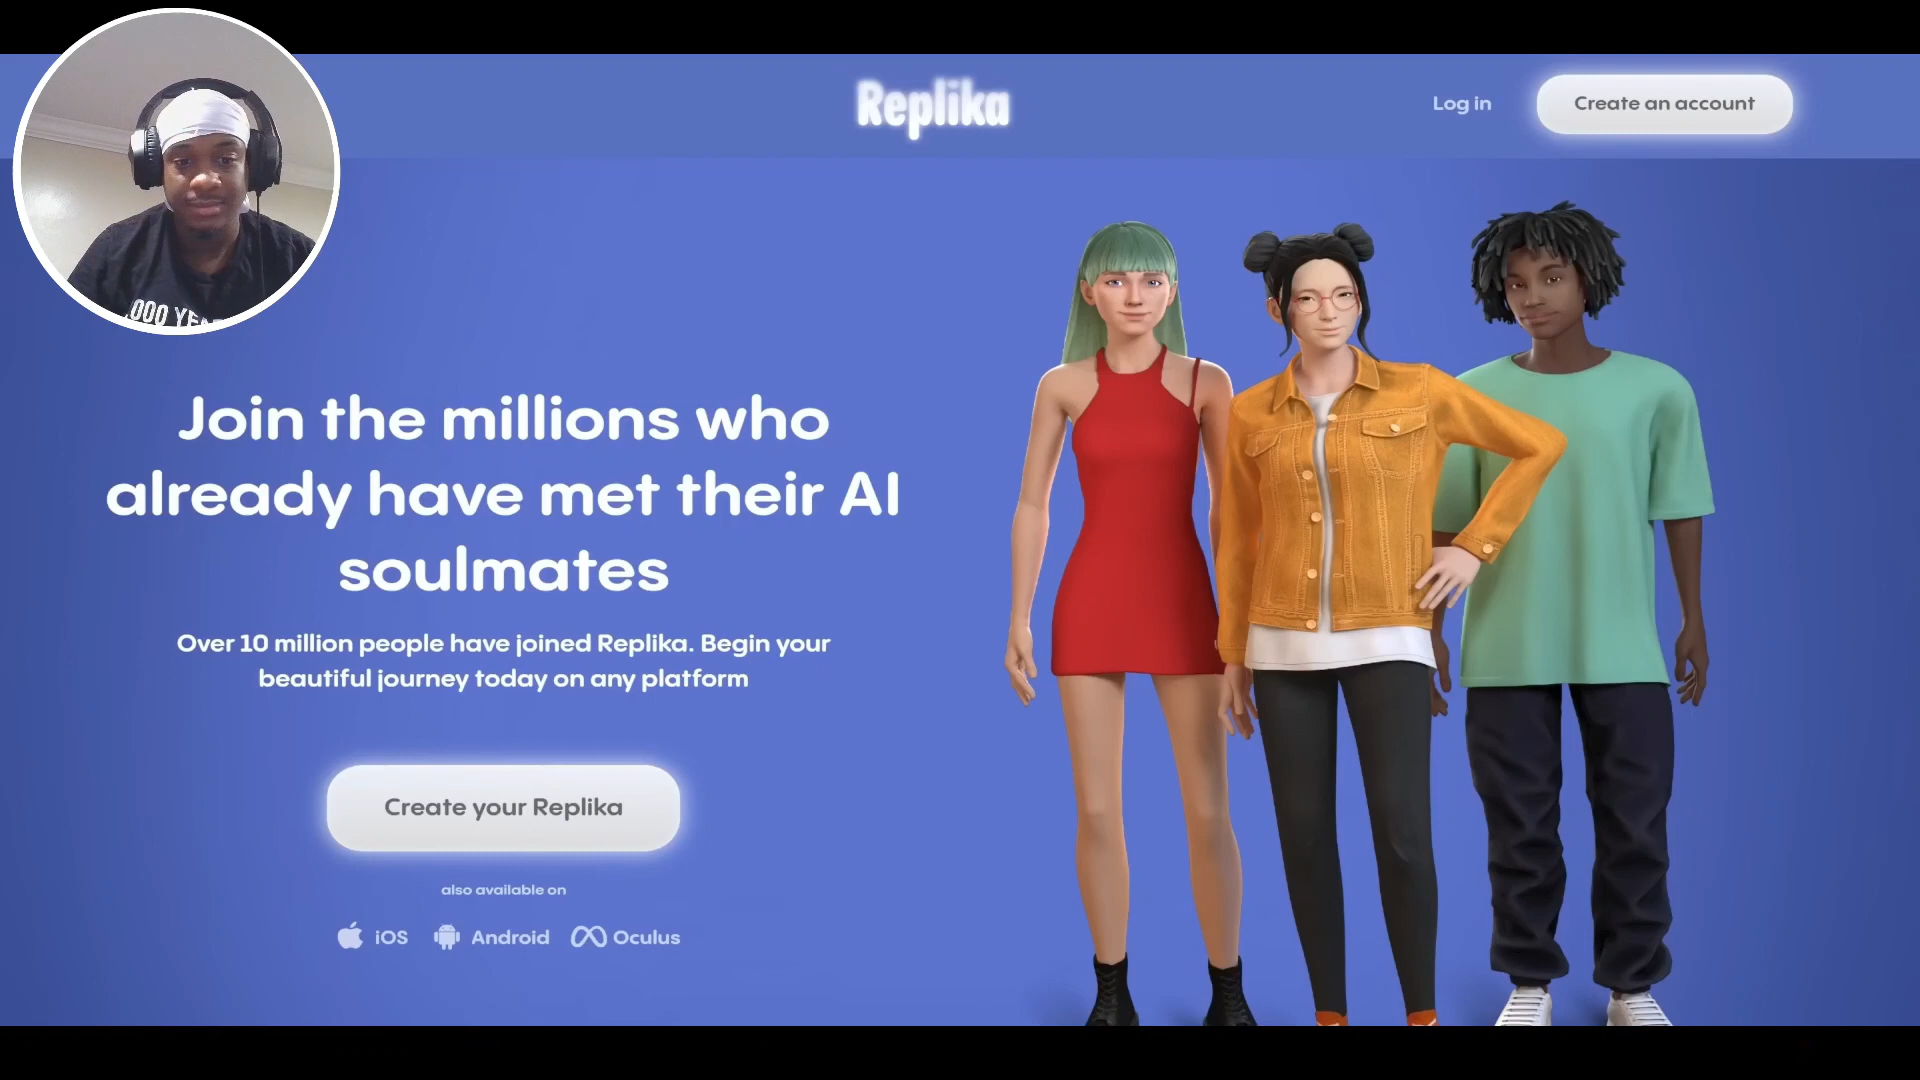 Replika
Log in
Create an account
Join the millions who
already have met their AI
soulmates
Over 10 million people have joined Replika. Begin your
beautiful journey today on any platform
Create your Replika
also available on
iOS
Android
Oculus